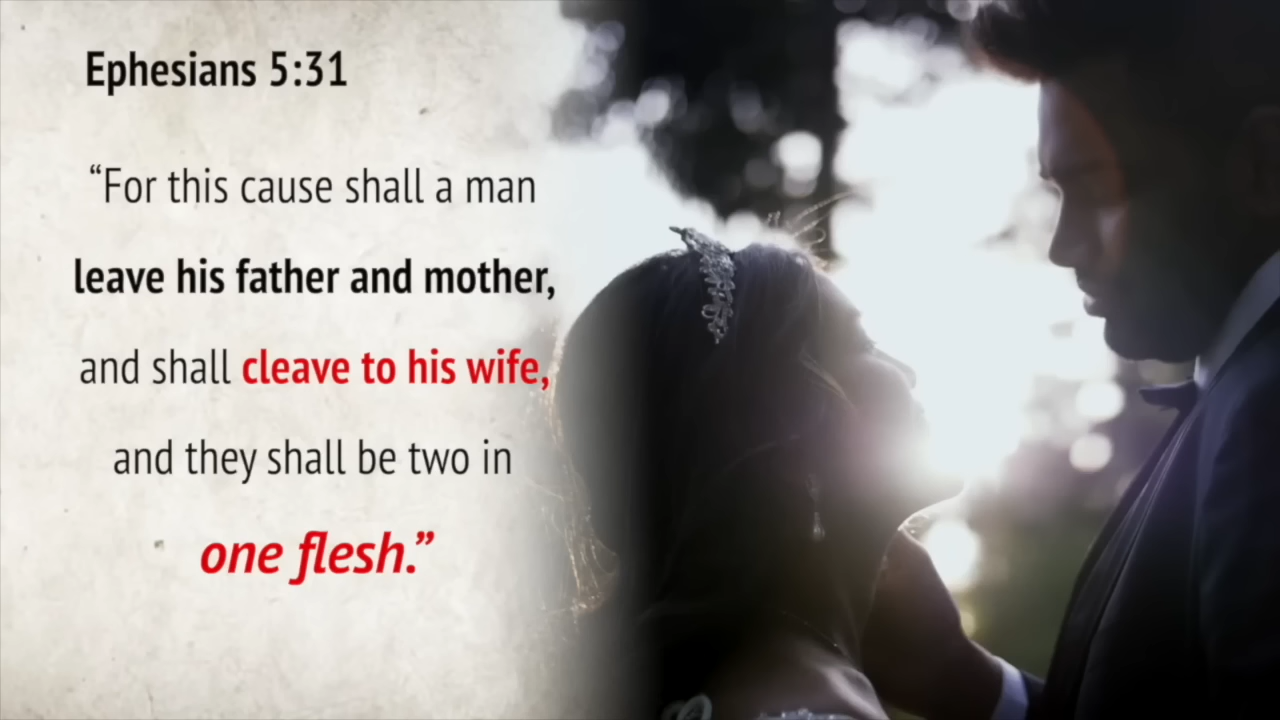 Ephesians 5:31
“For this cause shall a man
leave his father and mother,
and shall cleave to his wife,
and they shall be two in
one flesh.”